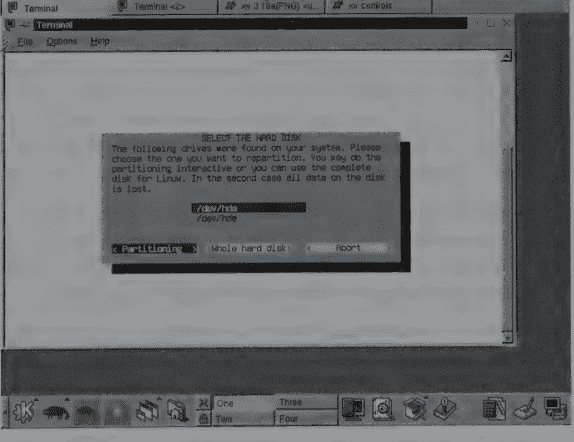 Terminal
Terminal <2>
xv controls
Terminal
File Options Help
SELECT THE HARD DISK
The following drives were found on your system. Please
choose the one you want to repartition. You may do the
partitioning interactive or you can use the complete
disk for Linux. In the second case all data on the disk
is lost.
/dev/hda
/dev/hde
< Partitioning > <Whole hard disk> < Abort >
One Three
Two Four